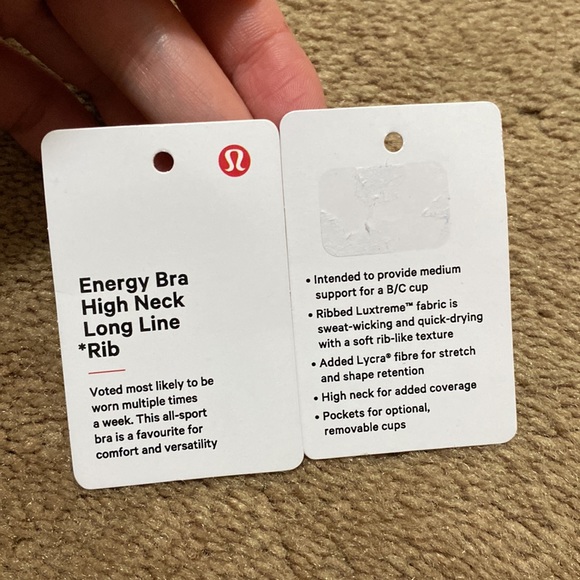 Energy Bra
High Neck
Long Line
*Rib
Voted most likely to be
worn multiple times
a week. This all-sport
bra is a favourite for
comfort and versatility
• Intended to provide medium
support for a B/C cup
• Ribbed Luxtreme™ fabric is
sweat-wicking and quick-drying
with a soft rib-like texture
• Added Lycra® fibre for stretch
and shape retention
• High neck for added coverage
• Pockets for optional,
removable cups